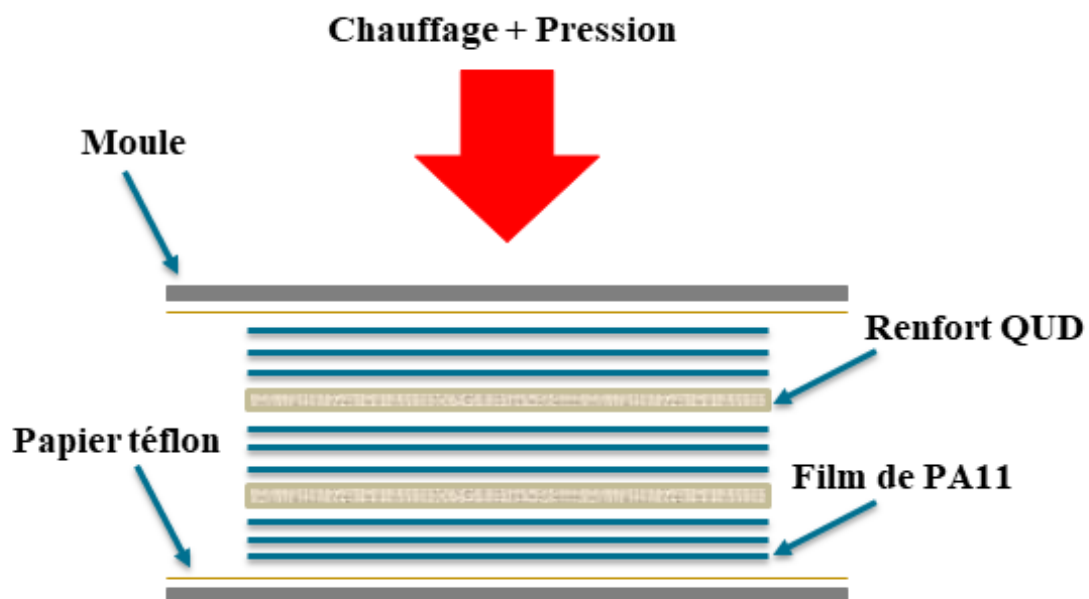 Chauffage + Pression
Moule
Renfort QUD
Papier téflon
Film de PA11